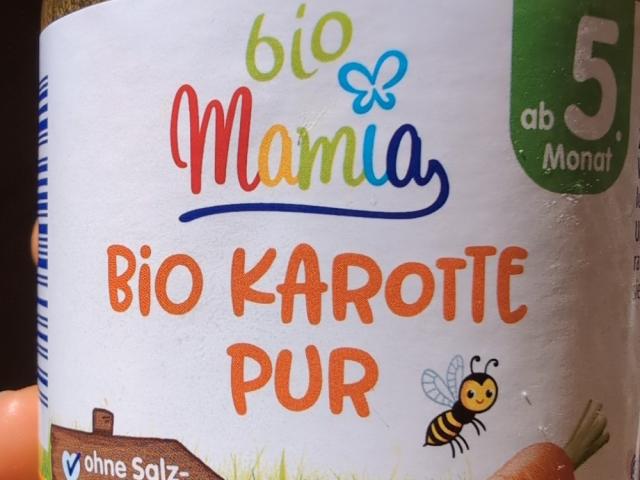 bio
Mamia
ab 5.
Monat
BiO KAROTTE
PUR
ohne Salz-